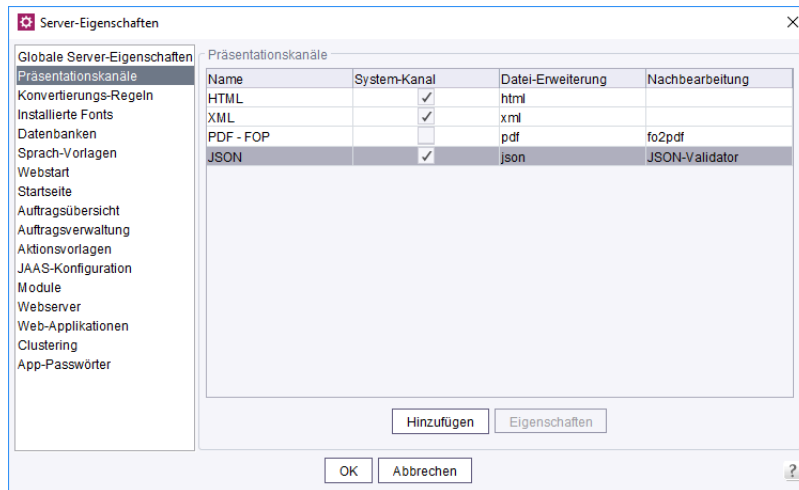 Server-Eigenschaften
Globale Server-Eigenschaften
Präsentationskanäle
Konvertierungs-Regeln
Installierte Fonts
Datenbanken
Sprach-Vorlagen
Webstart
Startseite
Auftragsübersicht
Auftragsverwaltung
Aktionsvorlagen
JAAS-Konfiguration
Module
Webserver
Web-Applikationen
Clustering
App-Passwörter
Präsentationskanäle
Name System-Kanal Datei-Erweiterung Nachbearbeitung
HTML html
XML xml
PDF - FOP pdf fo2pdf
JSON json JSON-Validator
Hinzufügen Eigenschaften
OK Abbrechen ?